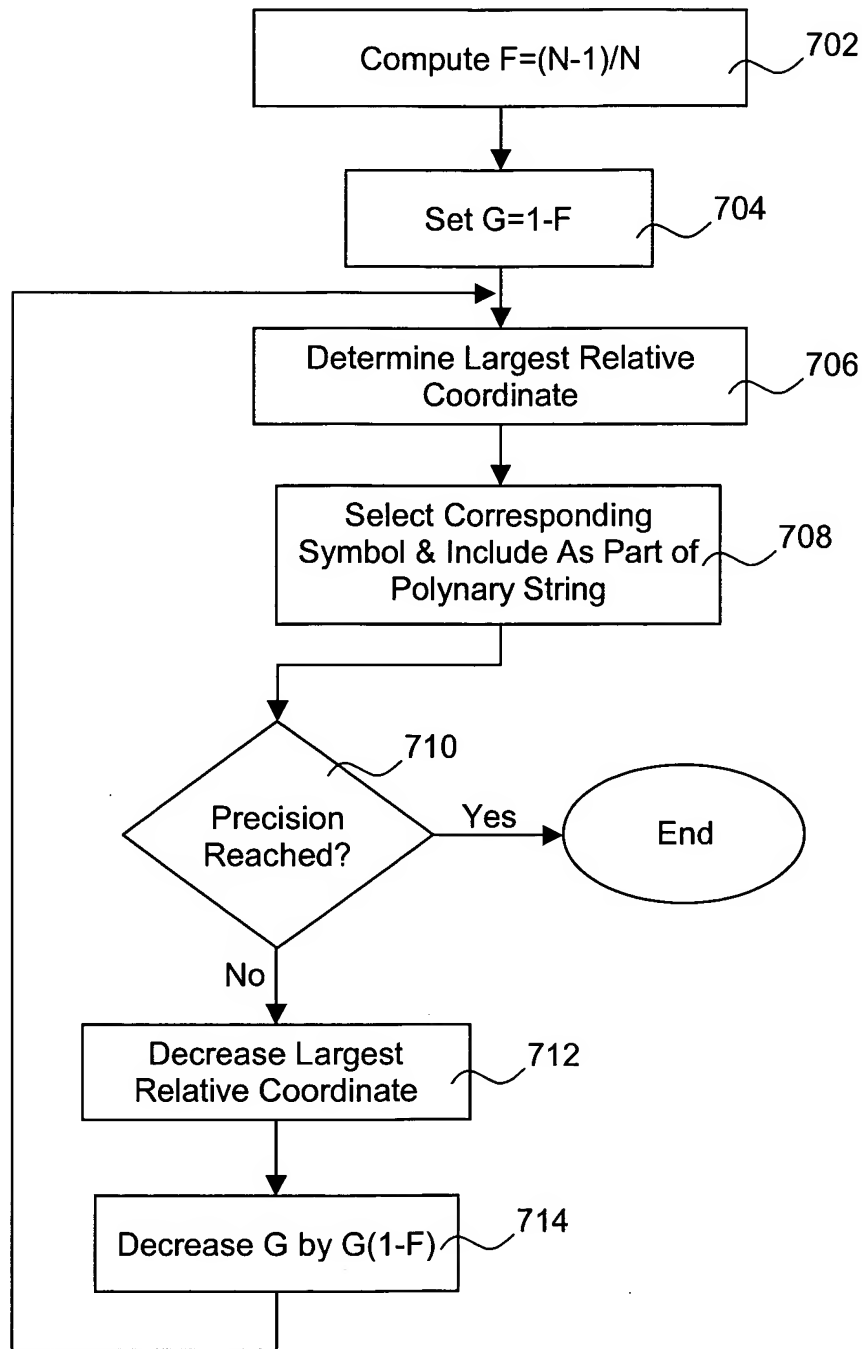 Compute F=(N-1)/N
702
Set G=1-F
704
Determine Largest Relative
Coordinate
706
Select Corresponding
Symbol & Include As Part of
Polynary String
708
710
Precision
Reached?
Yes
End
No
Decrease Largest
Relative Coordinate
712
Decrease G by G(1-F)
714